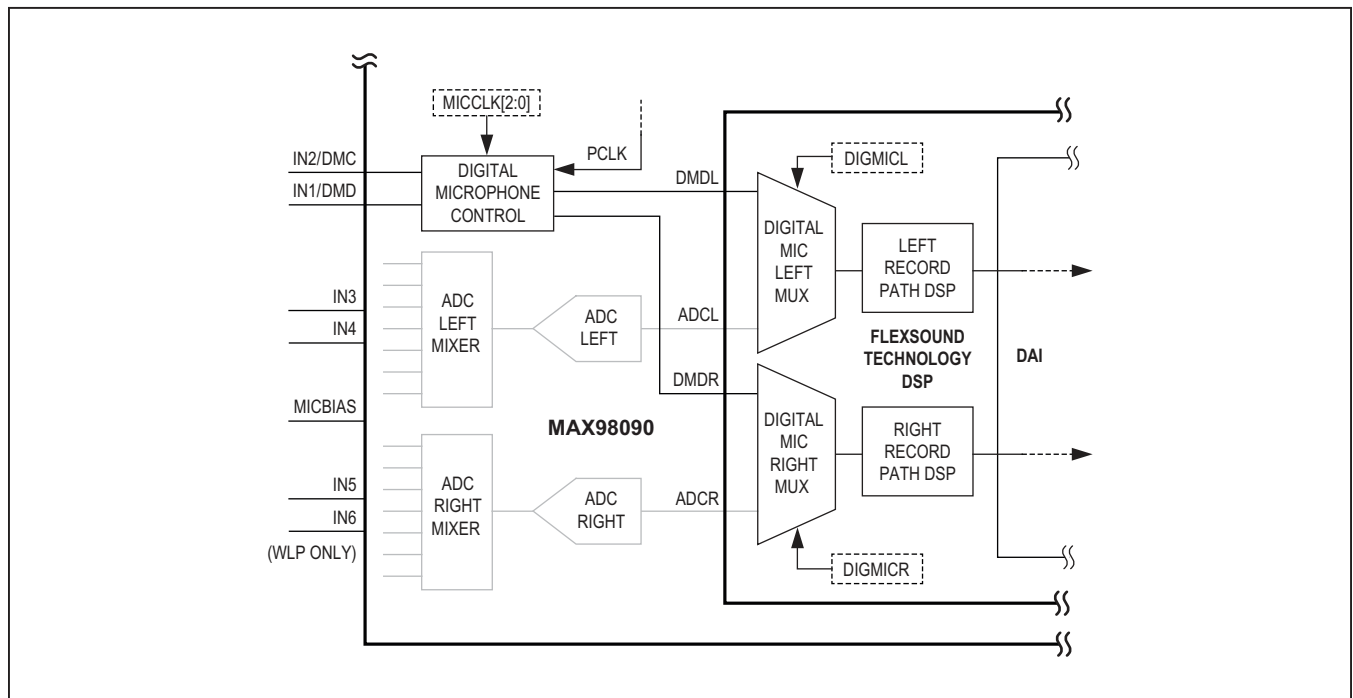 MICCLK[2:0]
PCLK
IN2/DMC
IN1/DMD
DIGITAL
MICROPHONE
CONTROL
DMDL
DIGMICL
DIGITAL
MIC
LEFT
MUX
LEFT
RECORD
PATH DSP
IN3
IN4
ADC
LEFT
MIXER
ADC
LEFT
ADCL
FLEXSOUND
TECHNOLOGY
DSP
DAI
DMDR
MICBIAS
MAX98090
DIGITAL
MIC
RIGHT
MUX
RIGHT
RECORD
PATH DSP
IN5
IN6
(WLP ONLY)
ADC
RIGHT
MIXER
ADC
RIGHT
ADCR
DIGMICR